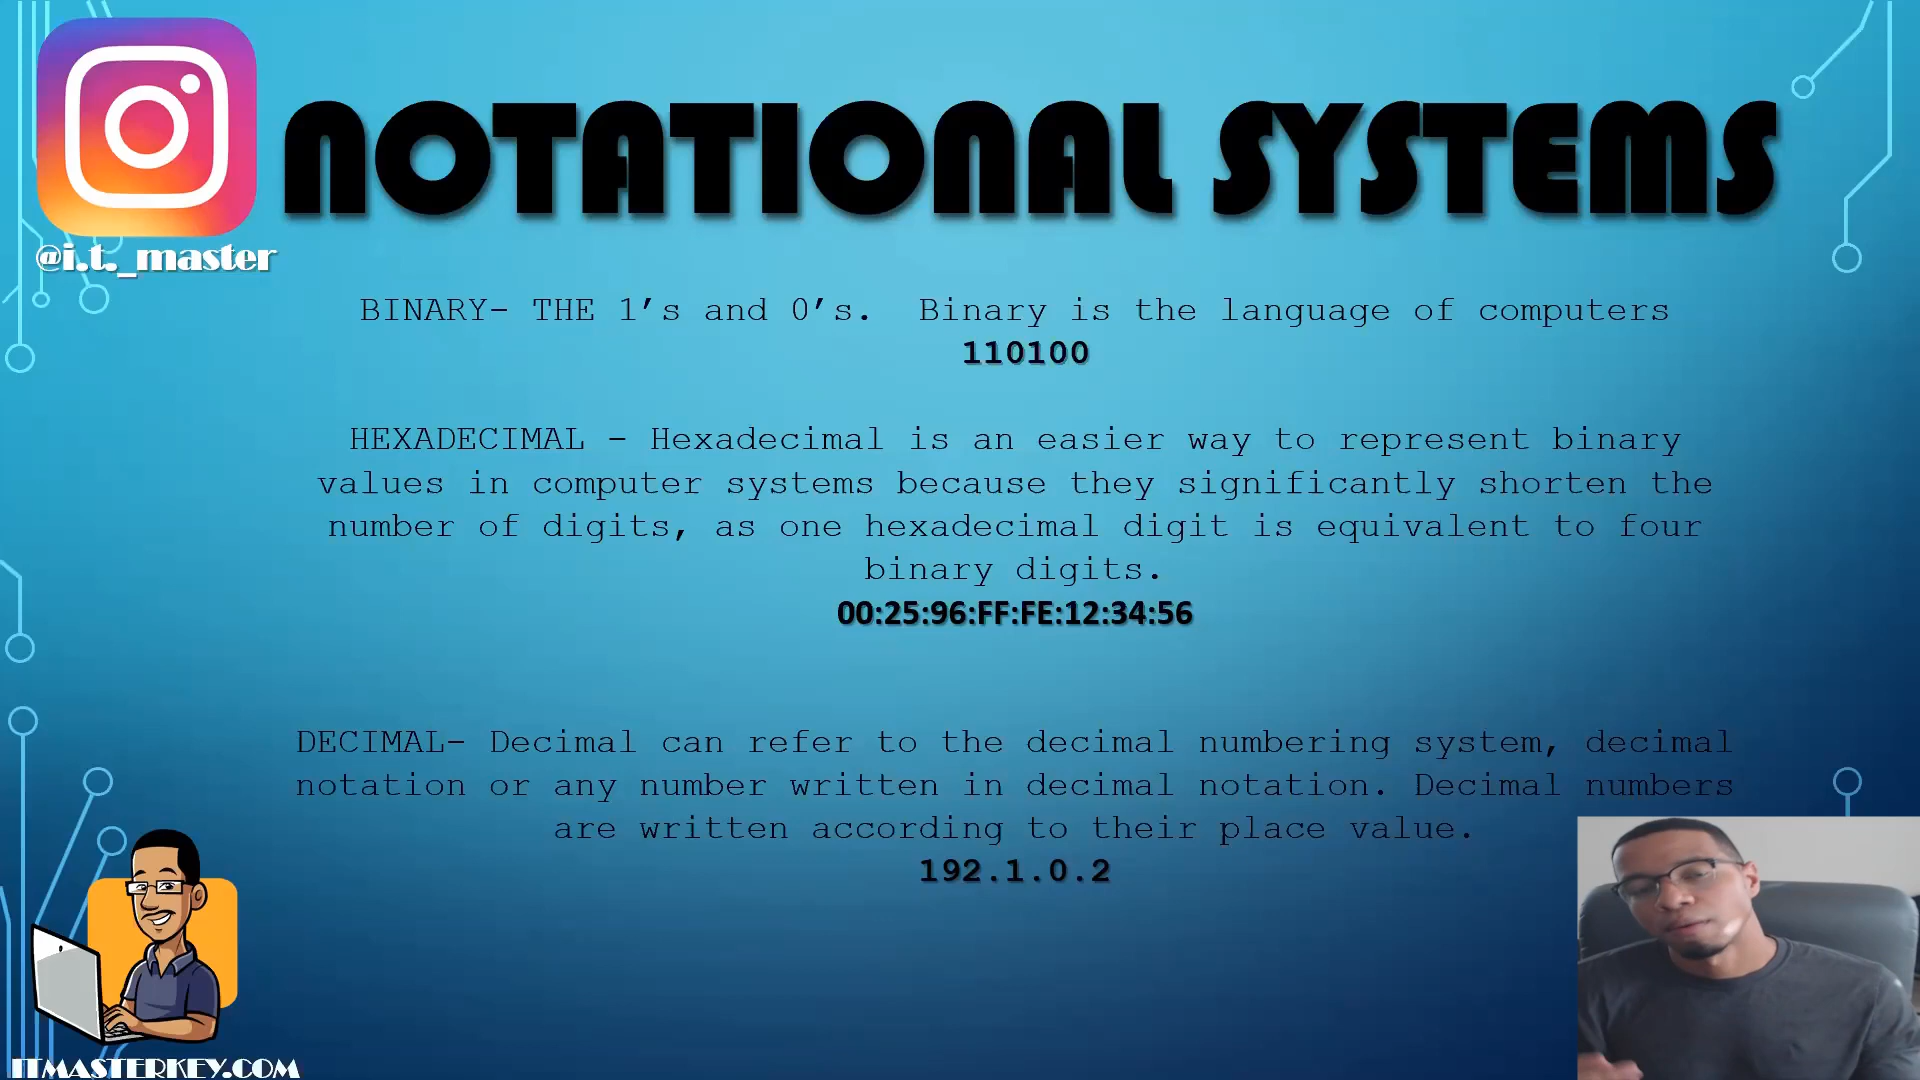 NOTATIONAL SYSTEMS
@i.t._master
BINARY- THE 1’s and 0’s.  Binary is the language of computers
110100
HEXADECIMAL - Hexadecimal is an easier way to represent binary
values in computer systems because they significantly shorten the
number of digits, as one hexadecimal digit is equivalent to four
binary digits.
00:25:96:FF:FE:12:34:56
DECIMAL- Decimal can refer to the decimal numbering system, decimal
notation or any number written in decimal notation. Decimal numbers
are written according to their place value.
192.1.0.2
ITMASTERKEY.COM